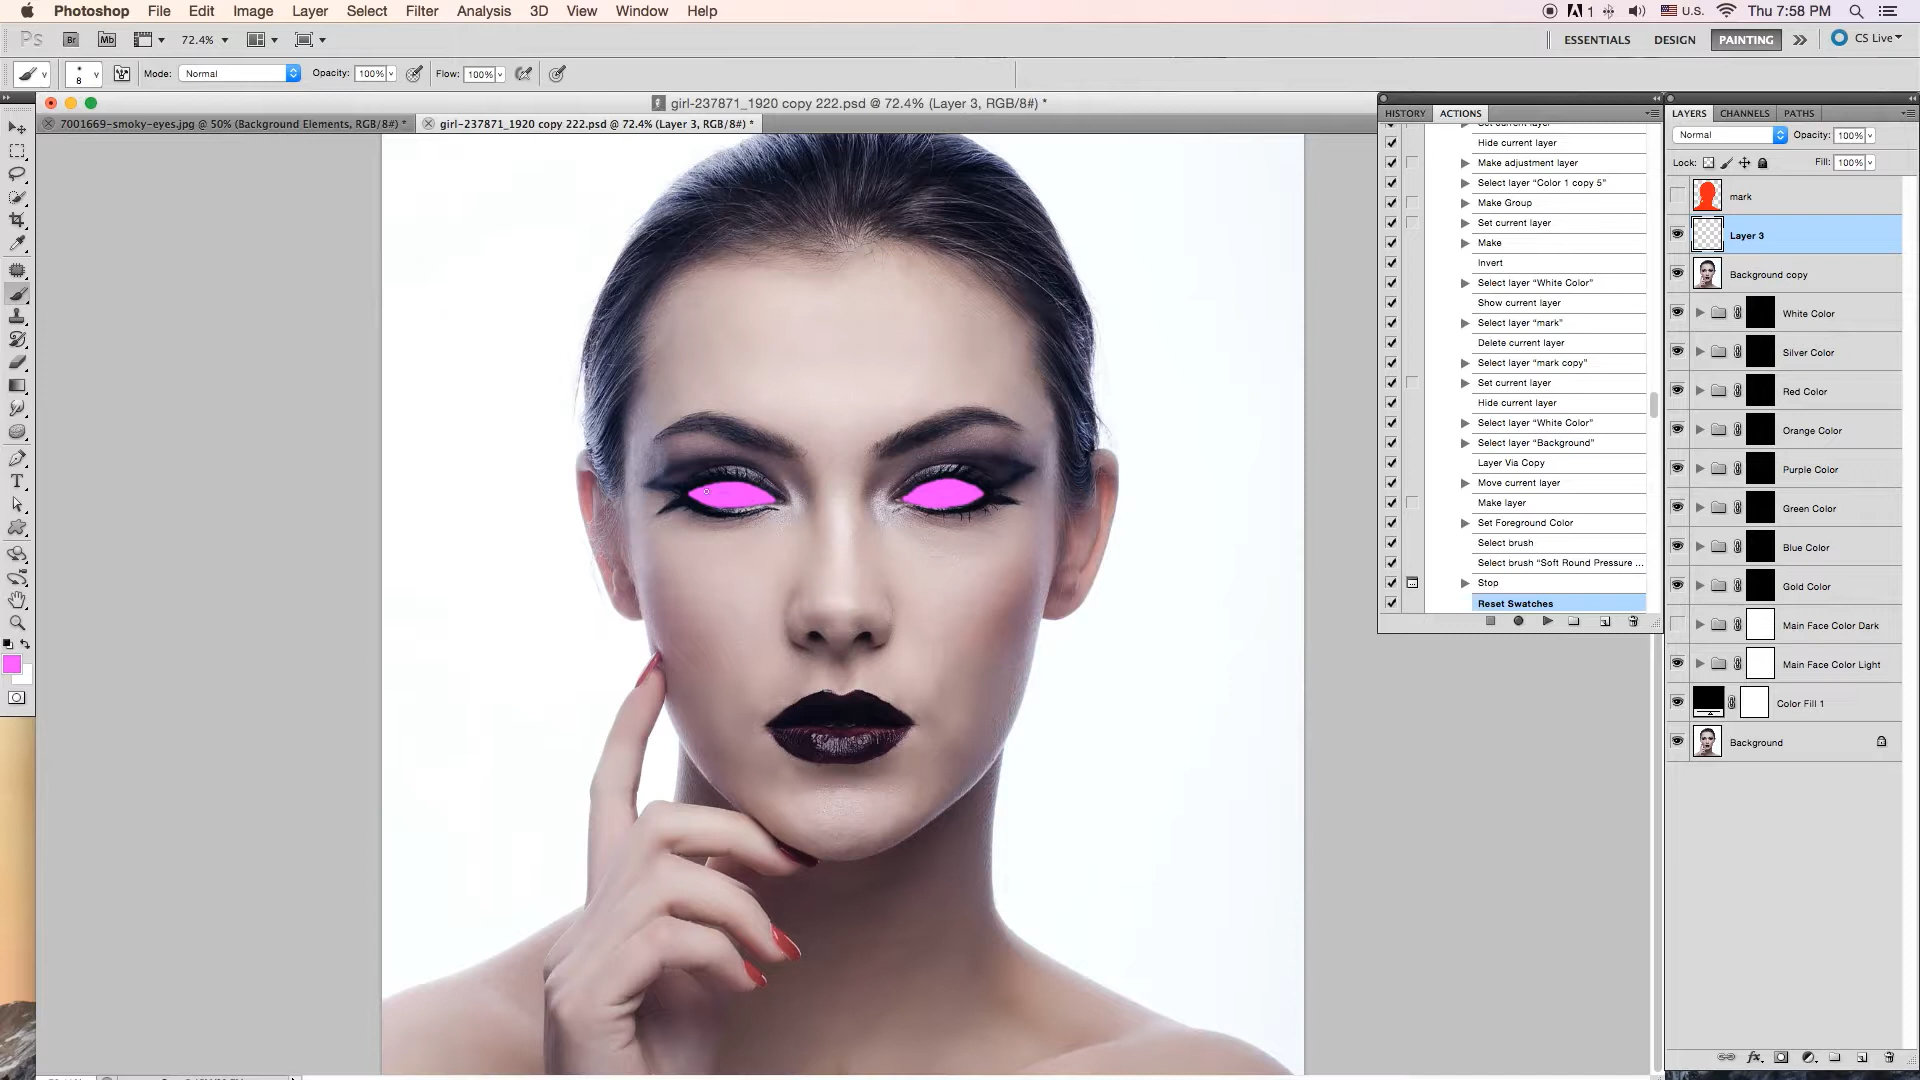 Photoshop File Edit Image Layer Select Filter Analysis 3D View Window Help 1 U.S. Thu 7:58 PM
Ps Br Mb 72.4% ESSENTIALS DESIGN PAINTING CS Live
8 Mode: Normal Opacity: 100% Flow: 100%
girl-237871_1920 copy 222.psd @ 72.4% (Layer 3, RGB/8#) *
7001669-smoky-eyes.jpg @ 50% (Background Elements, RGB/8#) * girl-237871_1920 copy 222.psd @ 72.4% (Layer 3, RGB/8#) *
HISTORY ACTIONS
Set current layer
Hide current layer
Make adjustment layer
Select layer “Color 1 copy 5”
Make Group
Set current layer
Make
Invert
Select layer “White Color”
Show current layer
Select layer “mark”
Delete current layer
Select layer “mark copy”
Set current layer
Hide current layer
Select layer “White Color”
Select layer “Background”
Layer Via Copy
Move current layer
Make layer
Set Foreground Color
Select brush
Select brush “Soft Round Pressure ...
Stop
Reset Swatches
LAYERS CHANNELS PATHS
Normal Opacity: 100%
Lock: Fill: 100%
mark
Layer 3
Background copy
White Color
Silver Color
Red Color
Orange Color
Purple Color
Green Color
Blue Color
Gold Color
Main Face Color Dark
Main Face Color Light
Color Fill 1
Background
T
fx